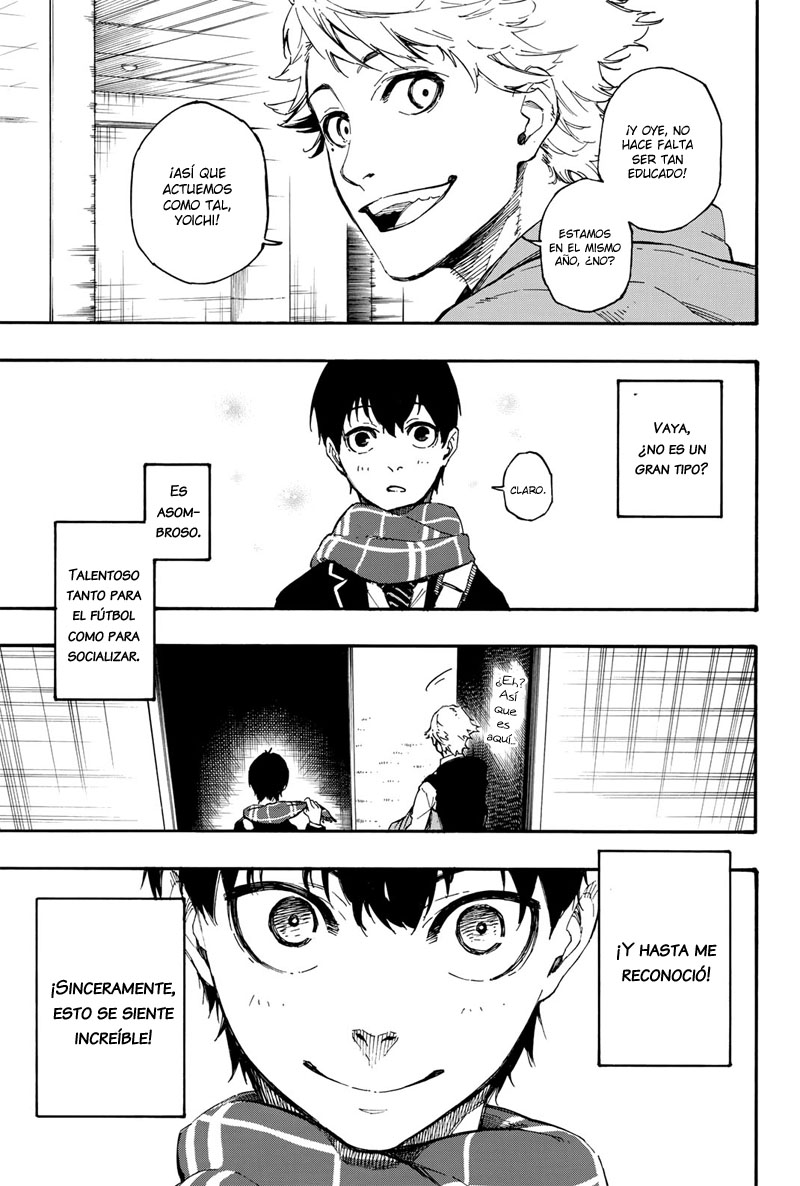 ¡Y OYE, NO
HACE FALTA
SER TAN
EDUCADO!
ESTAMOS
EN EL MISMO
AÑO, ¿NO?
¡ASÍ QUE
ACTUEMOS
COMO TAL,
YOICHI!
VAYA,
¿NO ES UN
GRAN TIPO?
CLARO.
ES
ASOM-
BROSO.
TALENTOSO
TANTO PARA
EL FÚTBOL
COMO PARA
SOCIALIZAR.
¿Eh?
Así
que
es
aquí...
¡Y HASTA ME
RECONOCIÓ!
¡SINCERAMENTE,
ESTO SE SIENTE
INCREÍBLE!